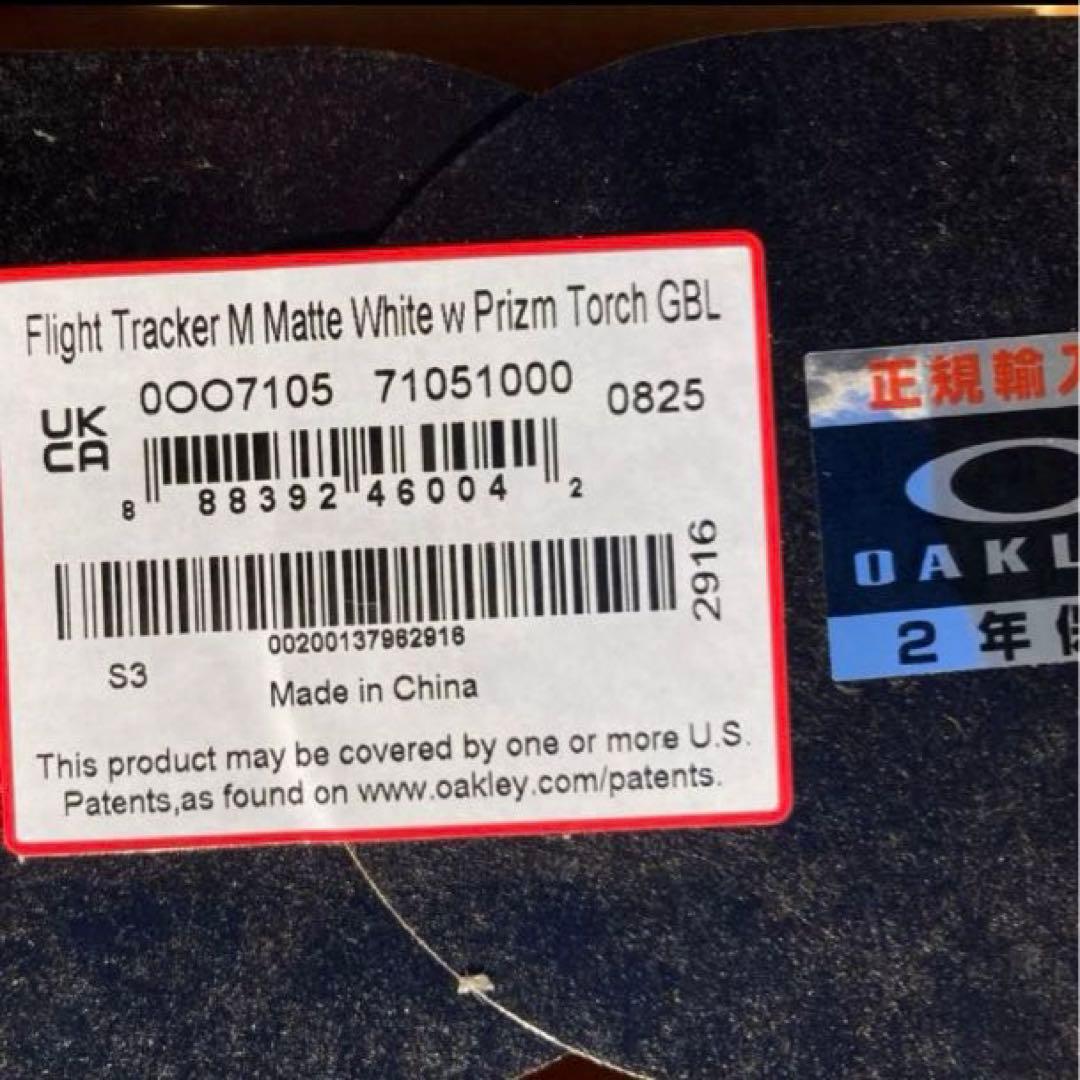 Flight Tracker M Matte White w Prizm Torch GBL
0OO7105 71051000 0825
UK
CA
8 88392 46004 2
2916
00200137962916
S3
Made in China
This product may be covered by one or more U.S.
Patents,as found on www.oakley.com/patents.
正規輸入
OAKL
2年保